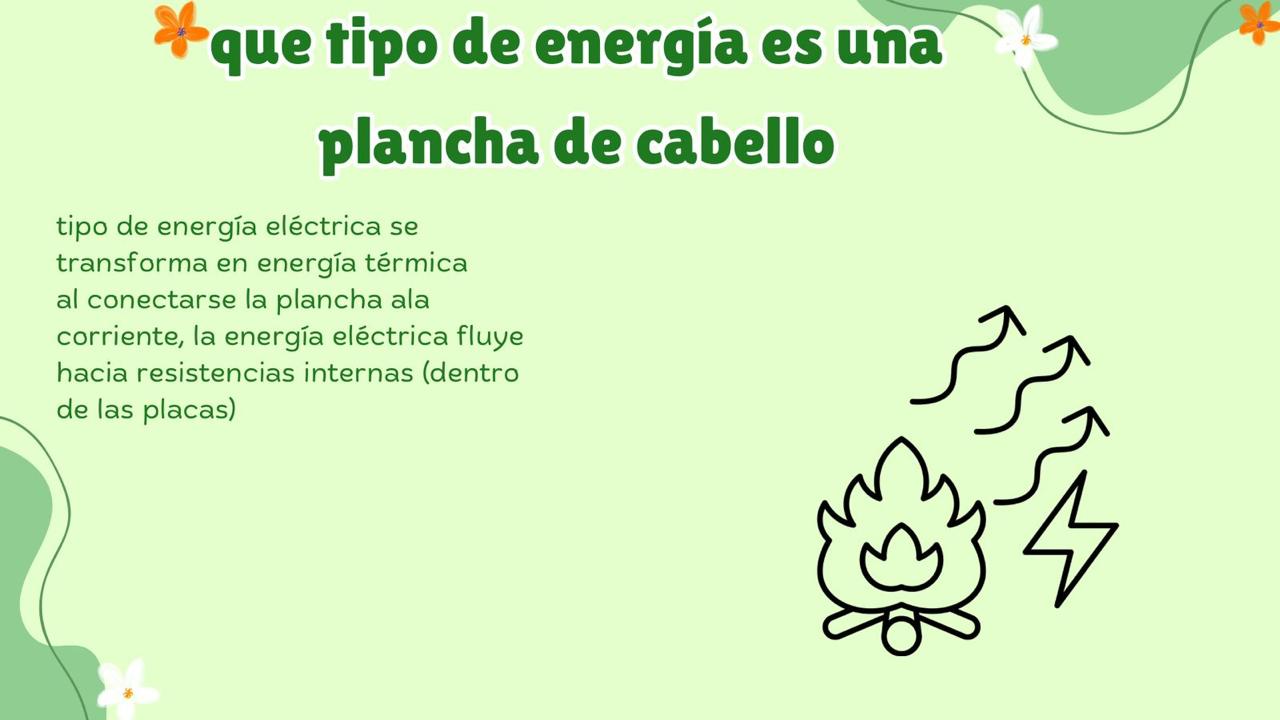 que tipo de energía es una
plancha de cabello
tipo de energía eléctrica se
transforma en energía térmica
al conectarse la plancha ala
corriente, la energía eléctrica fluye
hacia resistencias internas (dentro
de las placas)